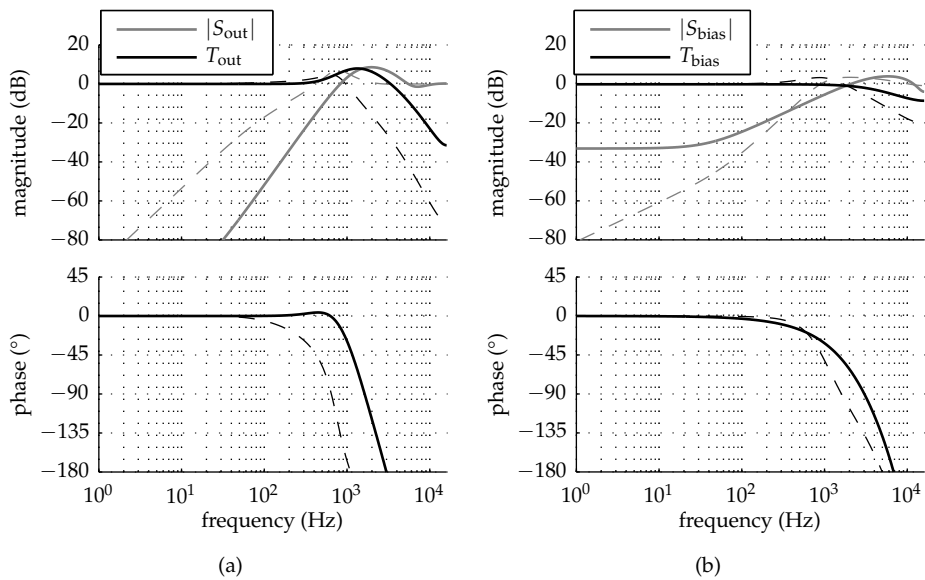 |S_out|
T_out
20
0
−20
−40
−60
−80
magnitude (dB)
45
0
−45
−90
−135
−180
phase (°)
10^0
10^1
10^2
10^3
10^4
frequency (Hz)
(a)
|S_bias|
T_bias
20
0
−20
−40
−60
−80
magnitude (dB)
45
0
−45
−90
−135
−180
phase (°)
10^0
10^1
10^2
10^3
10^4
frequency (Hz)
(b)